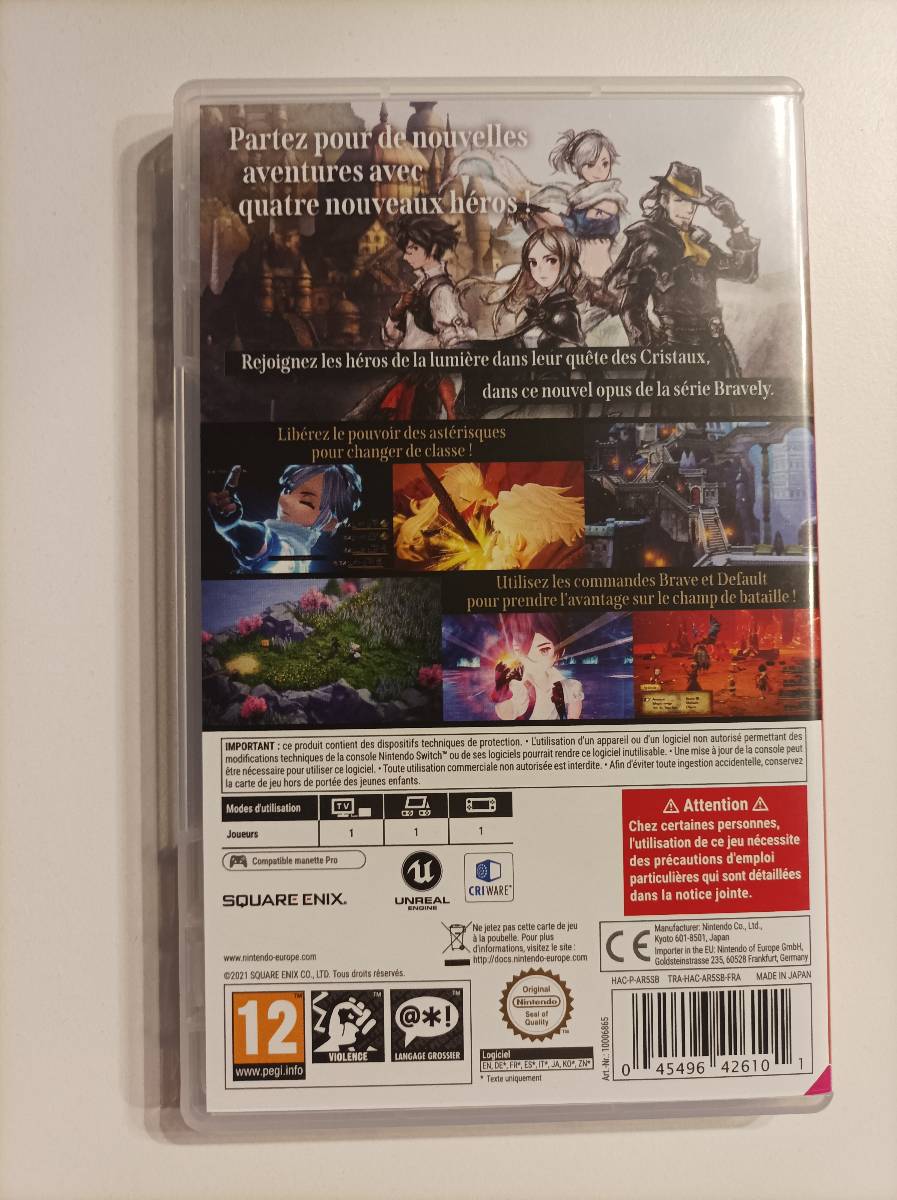 Partez pour de nouvelles
aventures avec
quatre nouveaux héros !
Rejoignez les héros de la lumière dans leur quête des Cristaux,
dans ce nouvel opus de la série Bravely.
Libérez le pouvoir des astérisques
pour changer de classe !
Utilisez les commandes Brave et Default
pour prendre l'avantage sur le champ de bataille !
IMPORTANT : ce produit contient des dispositifs techniques de protection. • L'utilisation d'un appareil ou d'un logiciel non autorisé permettant des
modifications techniques de la console Nintendo Switch™ ou de ses logiciels pourrait rendre ce logiciel inutilisable. • Une mise à jour de la console peut
être nécessaire pour utiliser ce logiciel. • Toute utilisation commerciale non autorisée est interdite. • Afin d'éviter toute ingestion accidentelle, conservez
la carte de jeu hors de portée des jeunes enfants.
Modes d'utilisation TV
Joueurs 1 1 1
Compatible manette Pro
⚠ Attention ⚠
Chez certaines personnes,
l'utilisation de ce jeu nécessite
des précautions d'emploi
particulières qui sont détaillées
dans la notice jointe.
SQUARE ENIX.
UNREAL
ENGINE
CRIWARE™
www.nintendo-europe.com
©2021 SQUARE ENIX CO., LTD. Tous droits réservés.
Ne jetez pas cette carte de jeu
à la poubelle. Pour plus
d'informations, visitez le site :
http://docs.nintendo-europe.com
CE
Manufacturer: Nintendo Co., Ltd.,
Kyoto 601-8501, Japan
Importer in the EU: Nintendo of Europe GmbH,
Goldsteinstrasse 235, 60528 Frankfurt, Germany
HAC-P-AR5SB TRA-HAC-AR5SB-FRA MADE IN JAPAN
12
www.pegi.info
™
VIOLENCE
™
@*!
LANGAGE GROSSIER
Original
Nintendo
Seal of
Quality
™
Logiciel
EN, DE*, FR*, ES*, IT*, JA, KO*, ZN*
* Texte uniquement
Art.-Nr.: 10006865
0 45496 42610 1